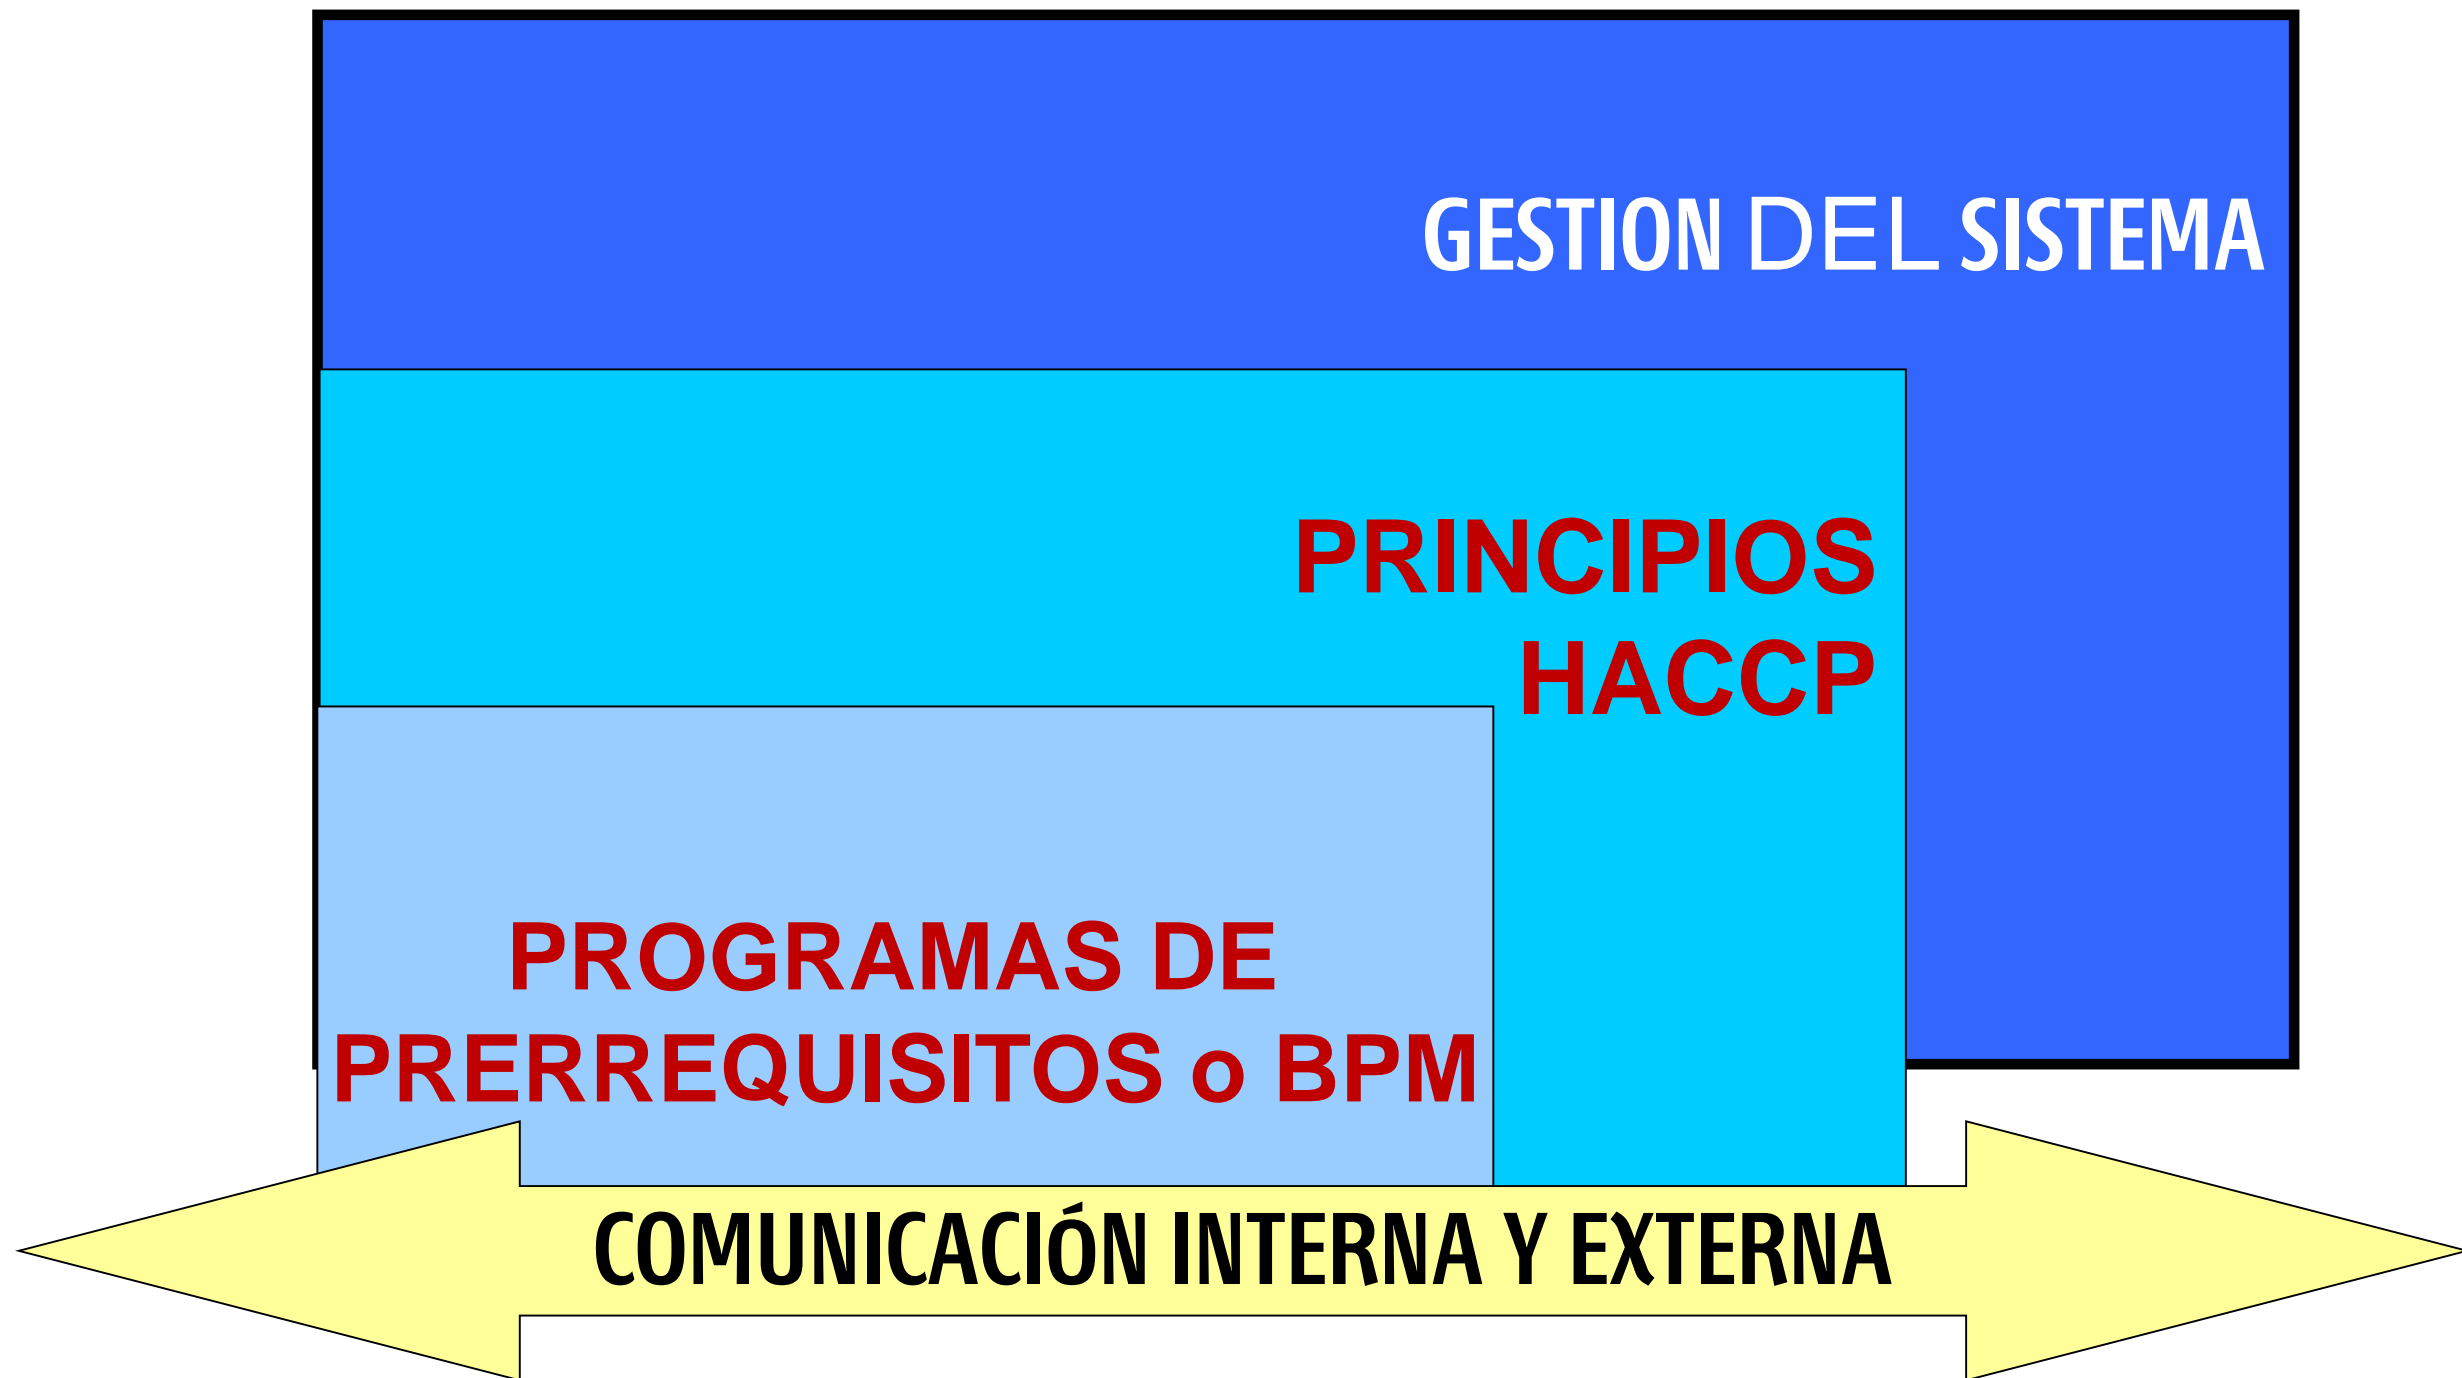 GESTION DEL SISTEMA
PRINCIPIOS
HACCP
PROGRAMAS DE
PRERREQUISITOS o BPM
COMUNICACIÓN INTERNA Y EXTERNA